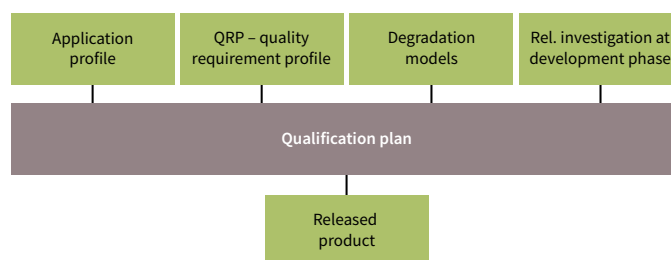 Application
profile
QRP – quality
requirement profile
Degradation
models
Rel. investigation at
development phase
Qualification plan
Released
product